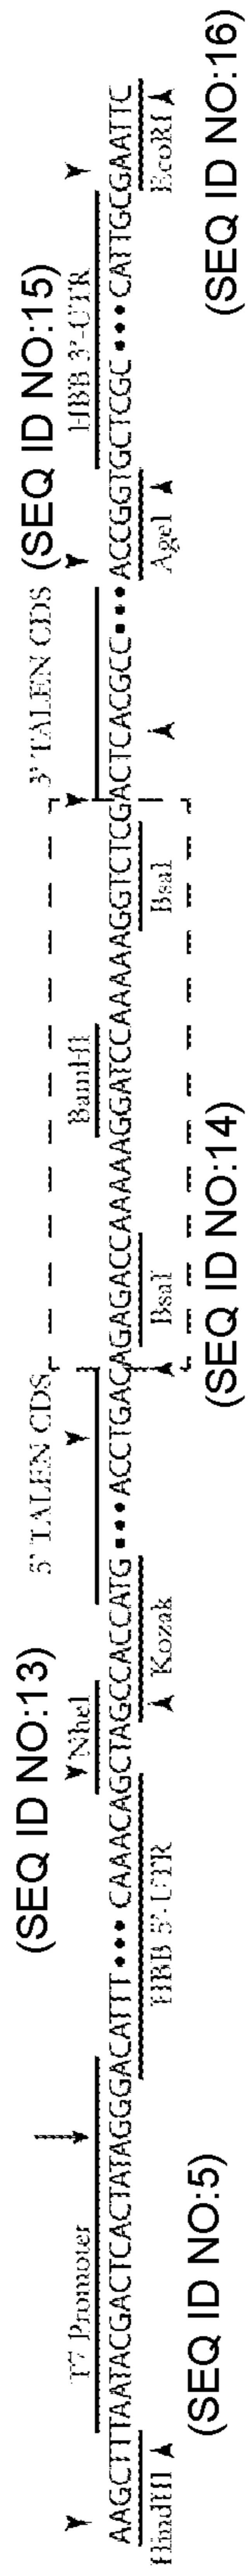 (SEQ ID NO:13) (SEQ ID NO:15)
T7 Promoter NheI 5' TALEN CDS BamHI 3' TALEN CDS HBB 3'-UTR
AAGCTTTAATACGACTCACTATAGGGACATTT ••• CAAACAGCTAGCCACCATG ••• ACCTGACAGAGACCAAAAAGGATCCAAAAAGGTCTCGACTCACGCC ••• ACCGGTGCTCGC ••• CATTGCGAATTC
HindIII HBB 5'-UTR Kozak BsaI BsaI AgeI EcoRI
(SEQ ID NO:5) (SEQ ID NO:14) (SEQ ID NO:16)